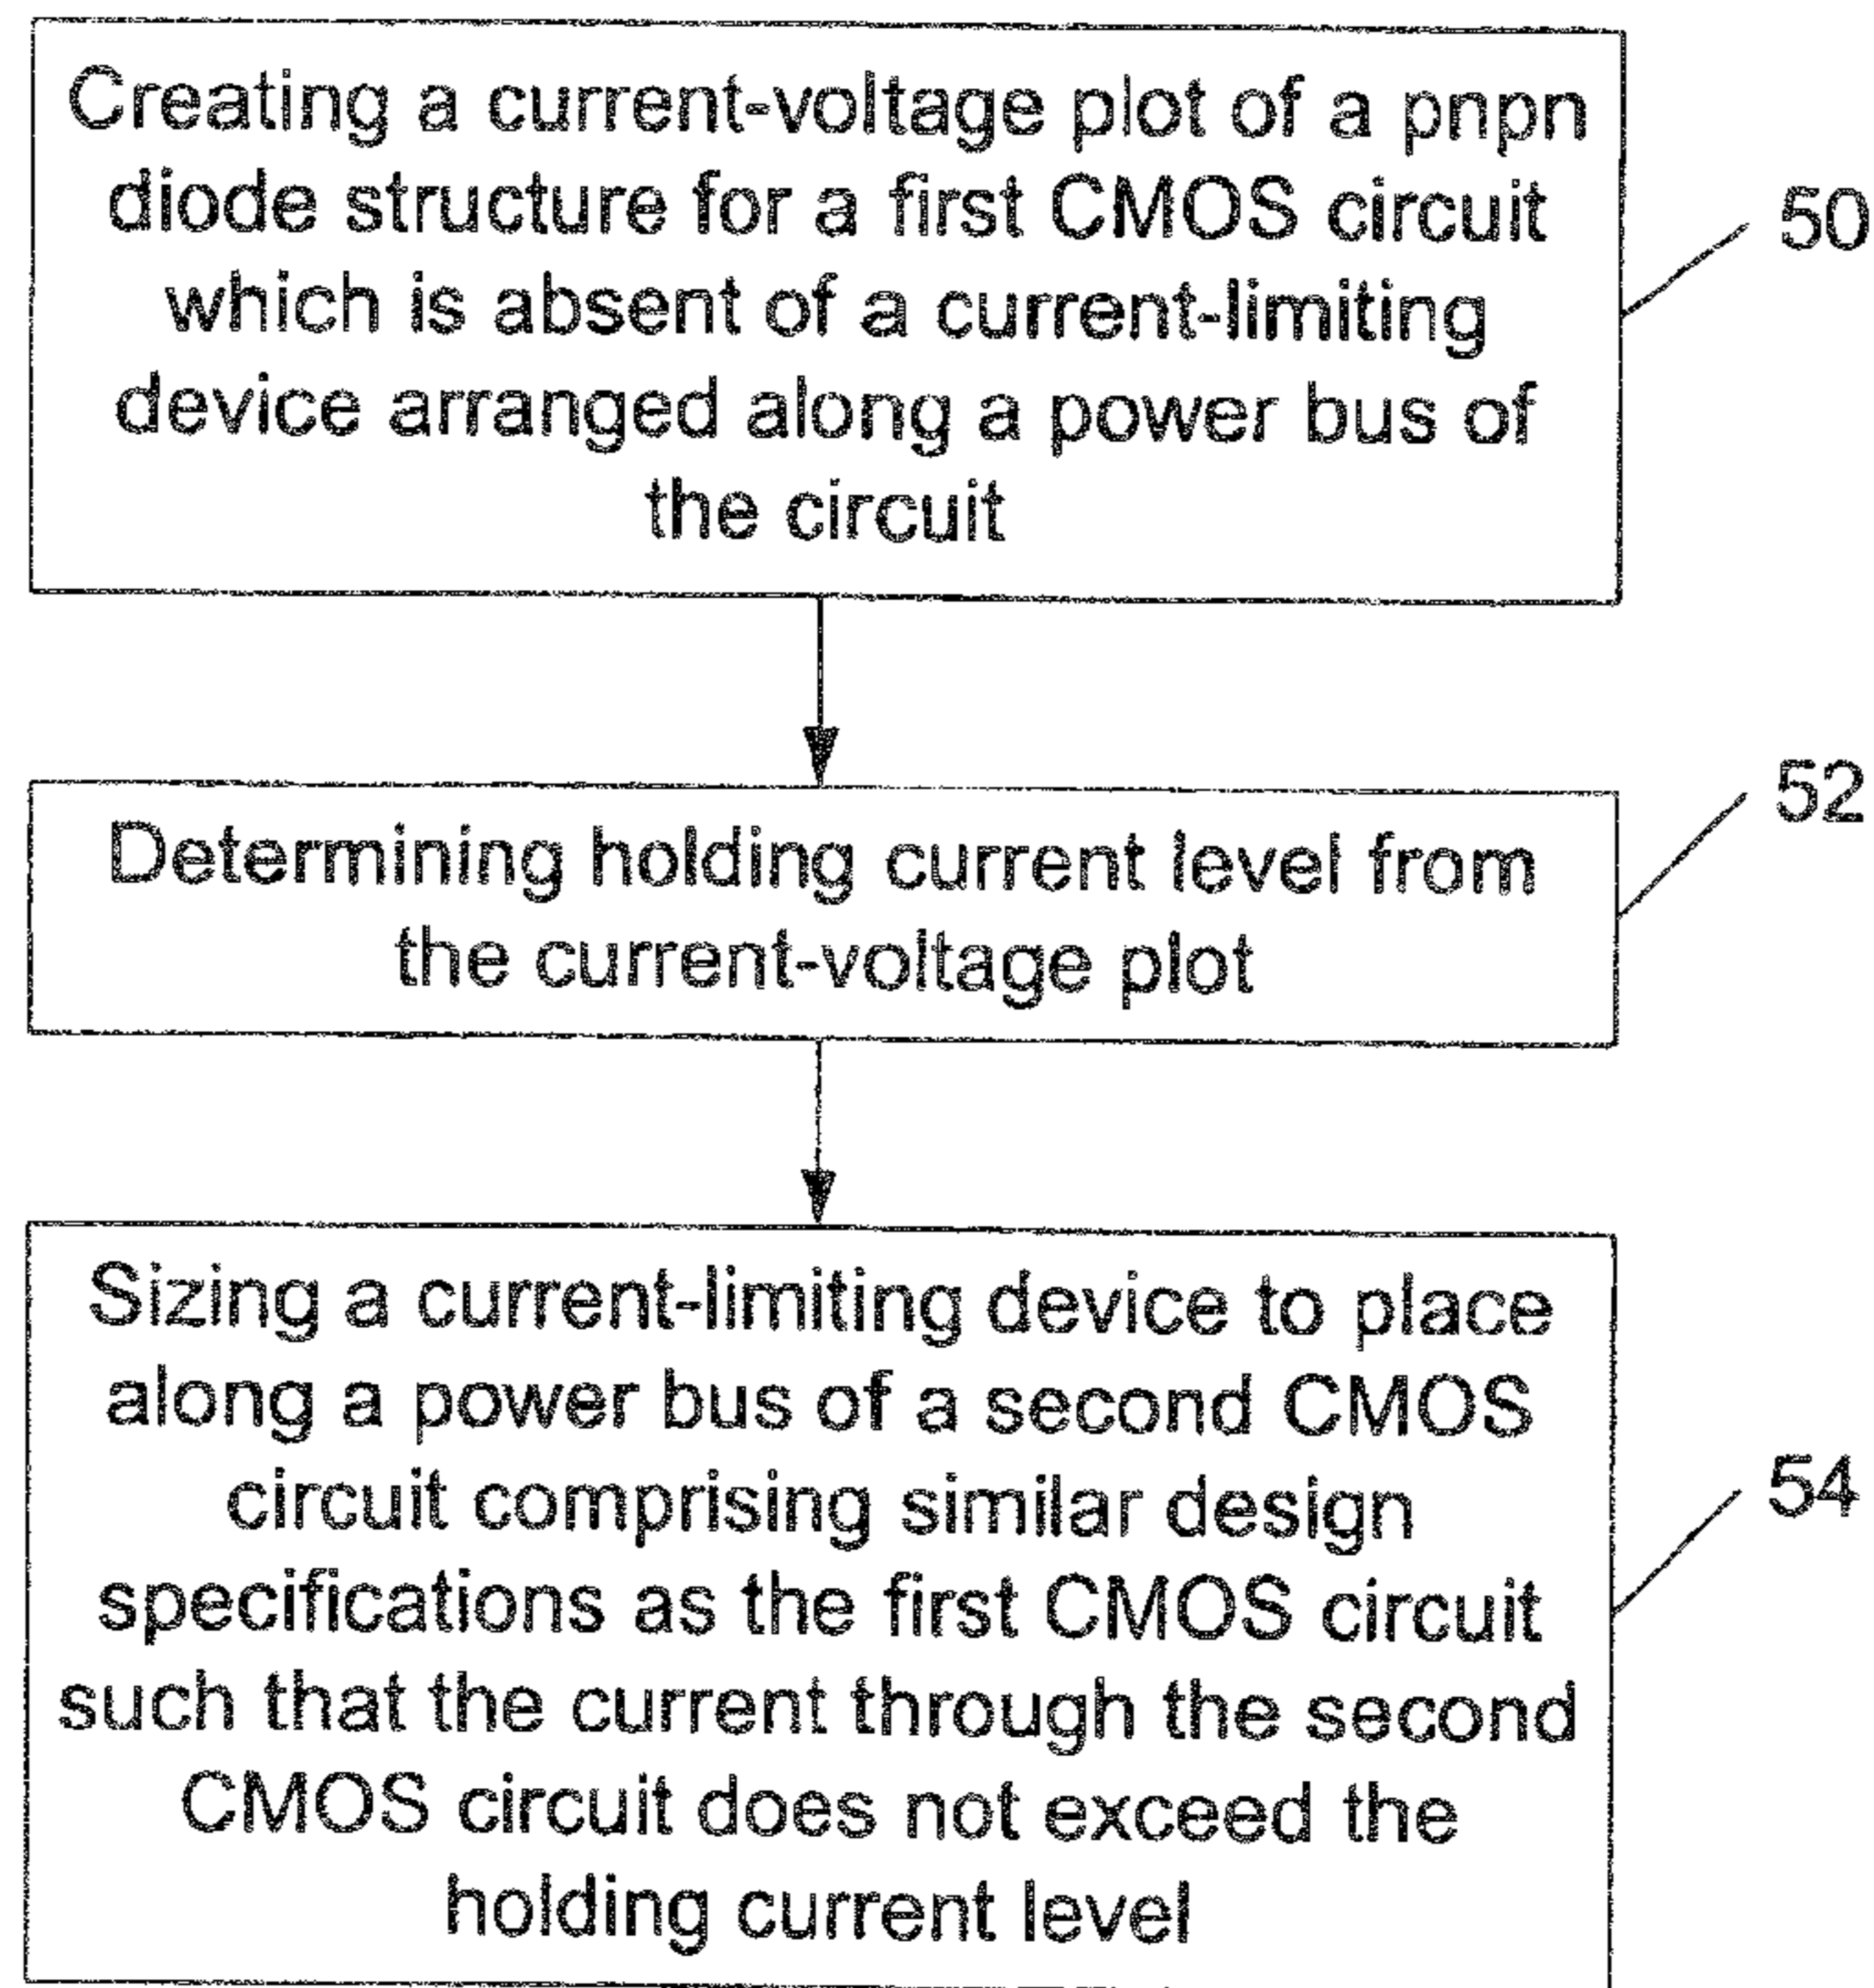 Creating a current-voltage plot of a pnpn
diode structure for a first CMOS circuit
which is absent of a current-limiting
device arranged along a power bus of
the circuit
50
Determining holding current level from
the current-voltage plot
52
Sizing a current-limiting device to place
along a power bus of a second CMOS
circuit comprising similar design
specifications as the first CMOS circuit
such that the current through the second
CMOS circuit does not exceed the
holding current level
54